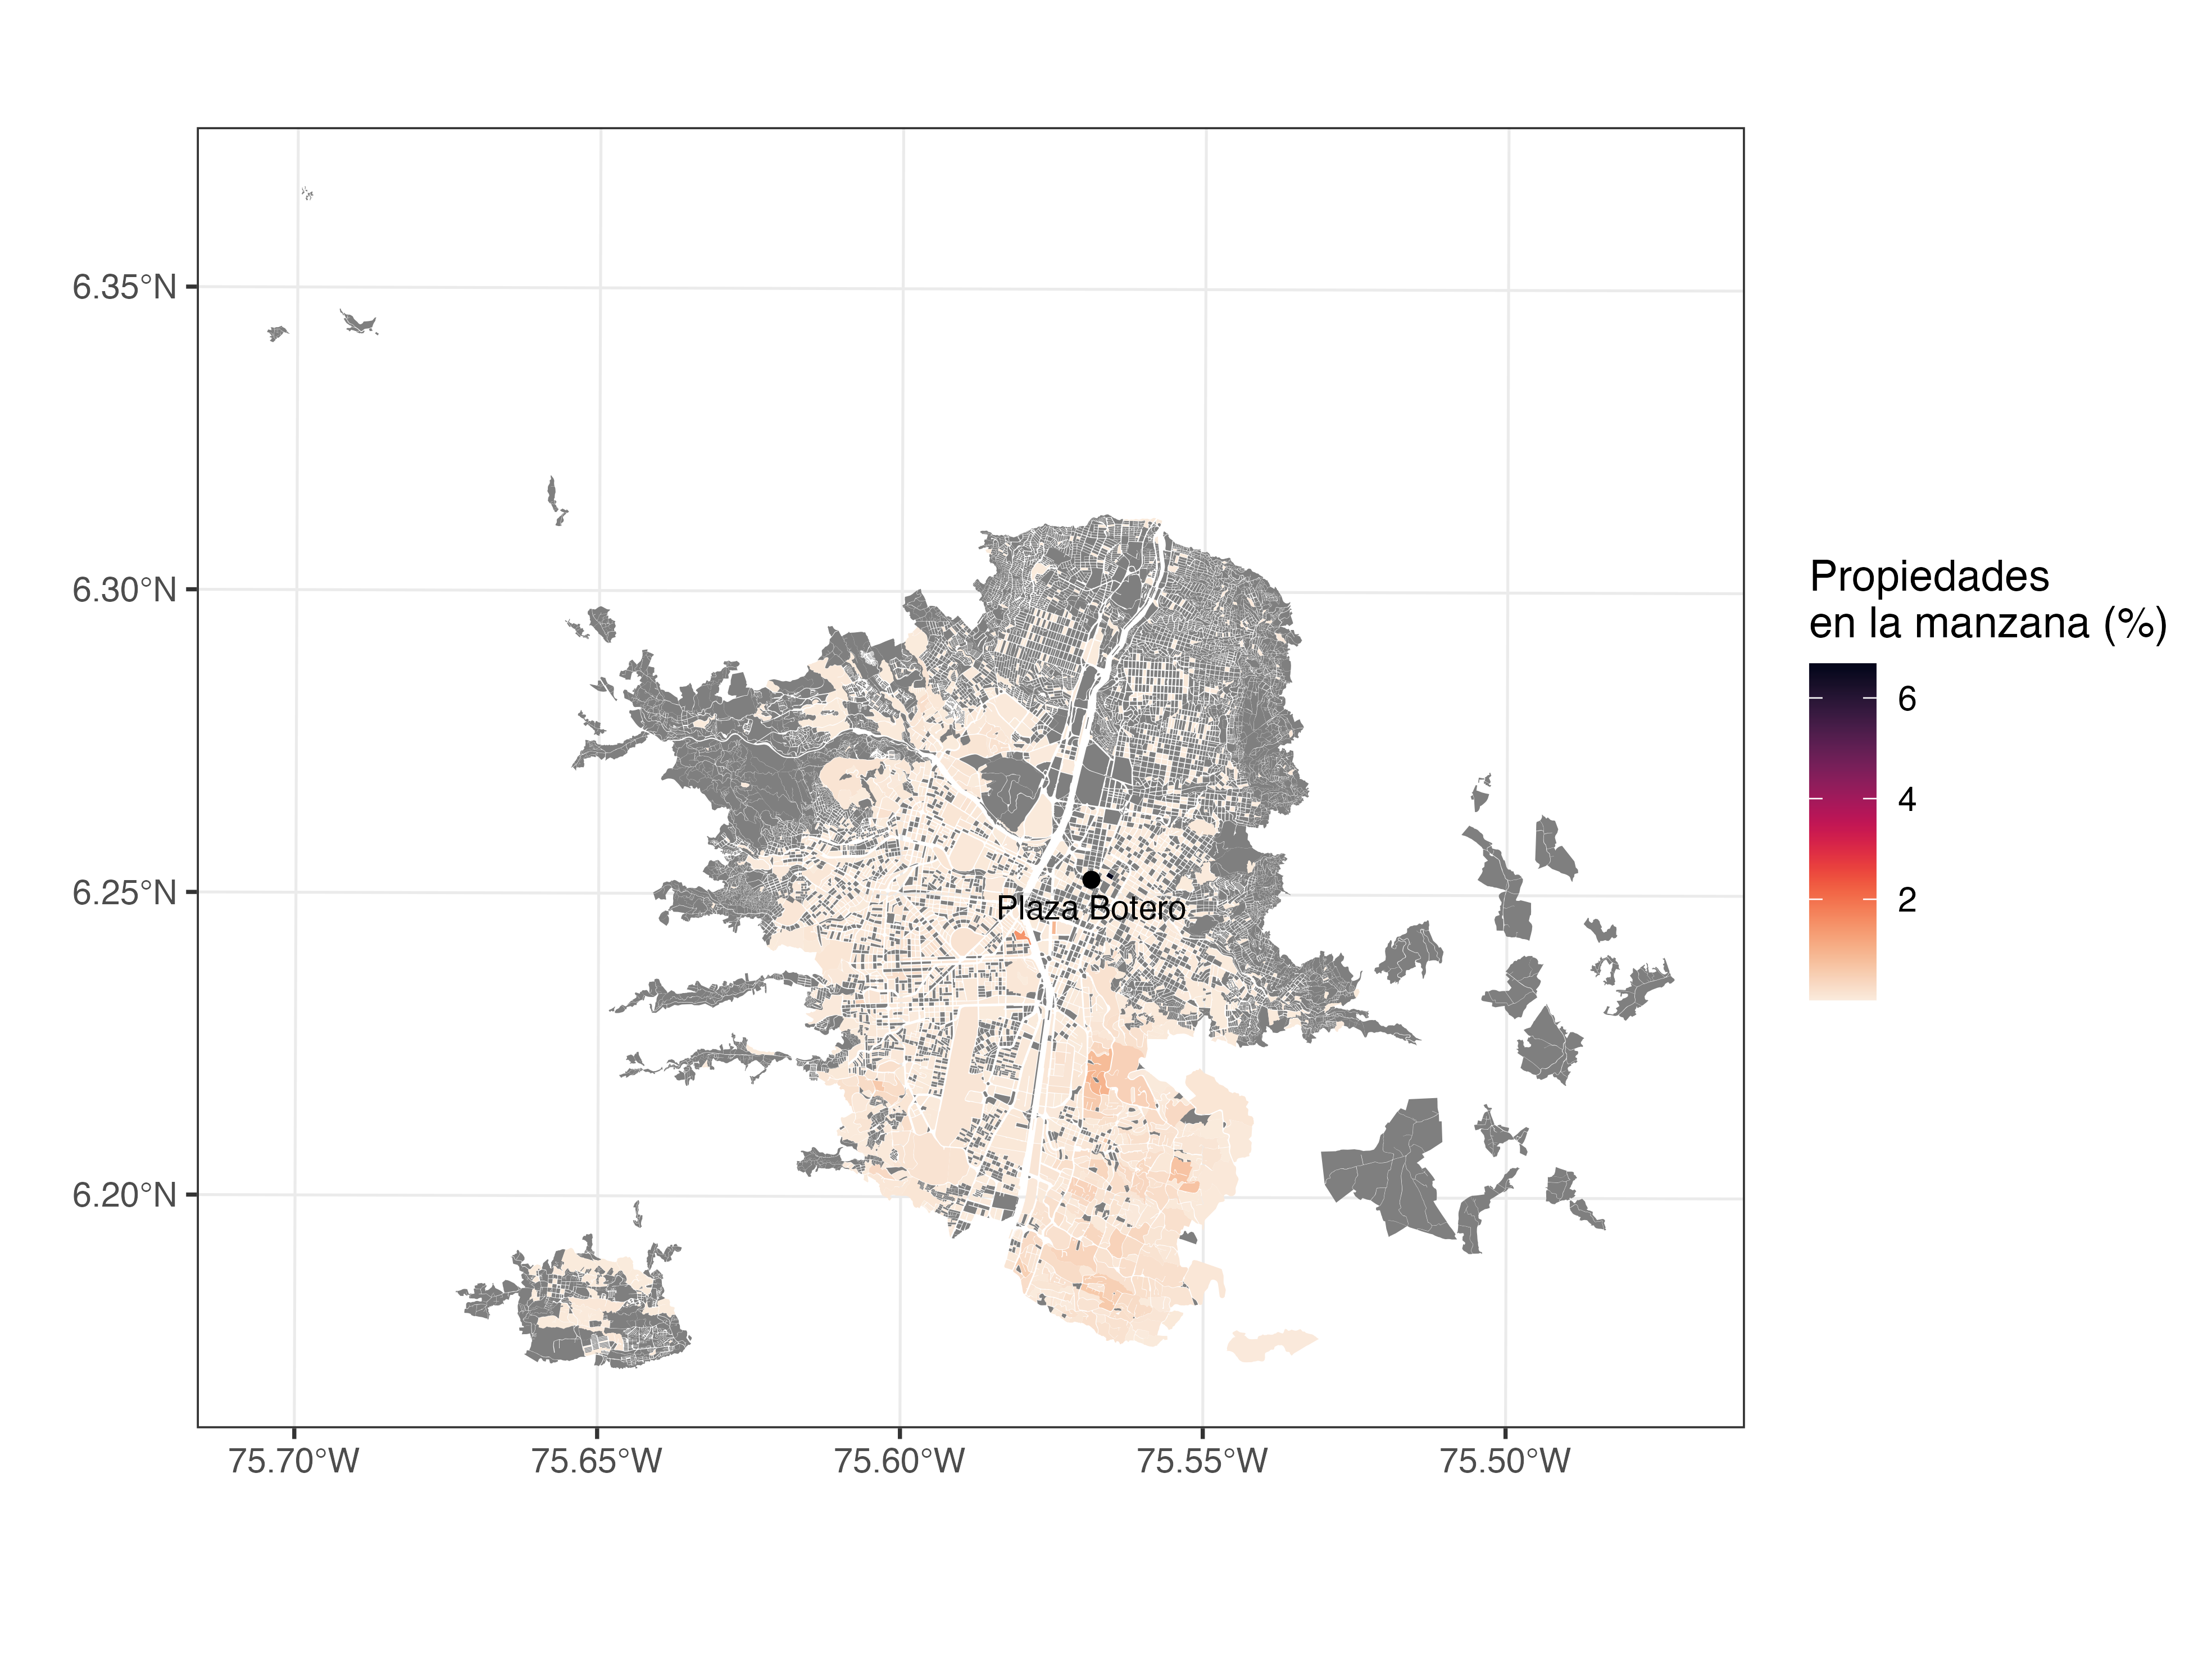 6.35°N
6.30°N
6.25°N
6.20°N
75.70°W
75.65°W
75.60°W
75.55°W
75.50°W
Plaza Botero
Propiedades
en la manzana (%)
6
4
2